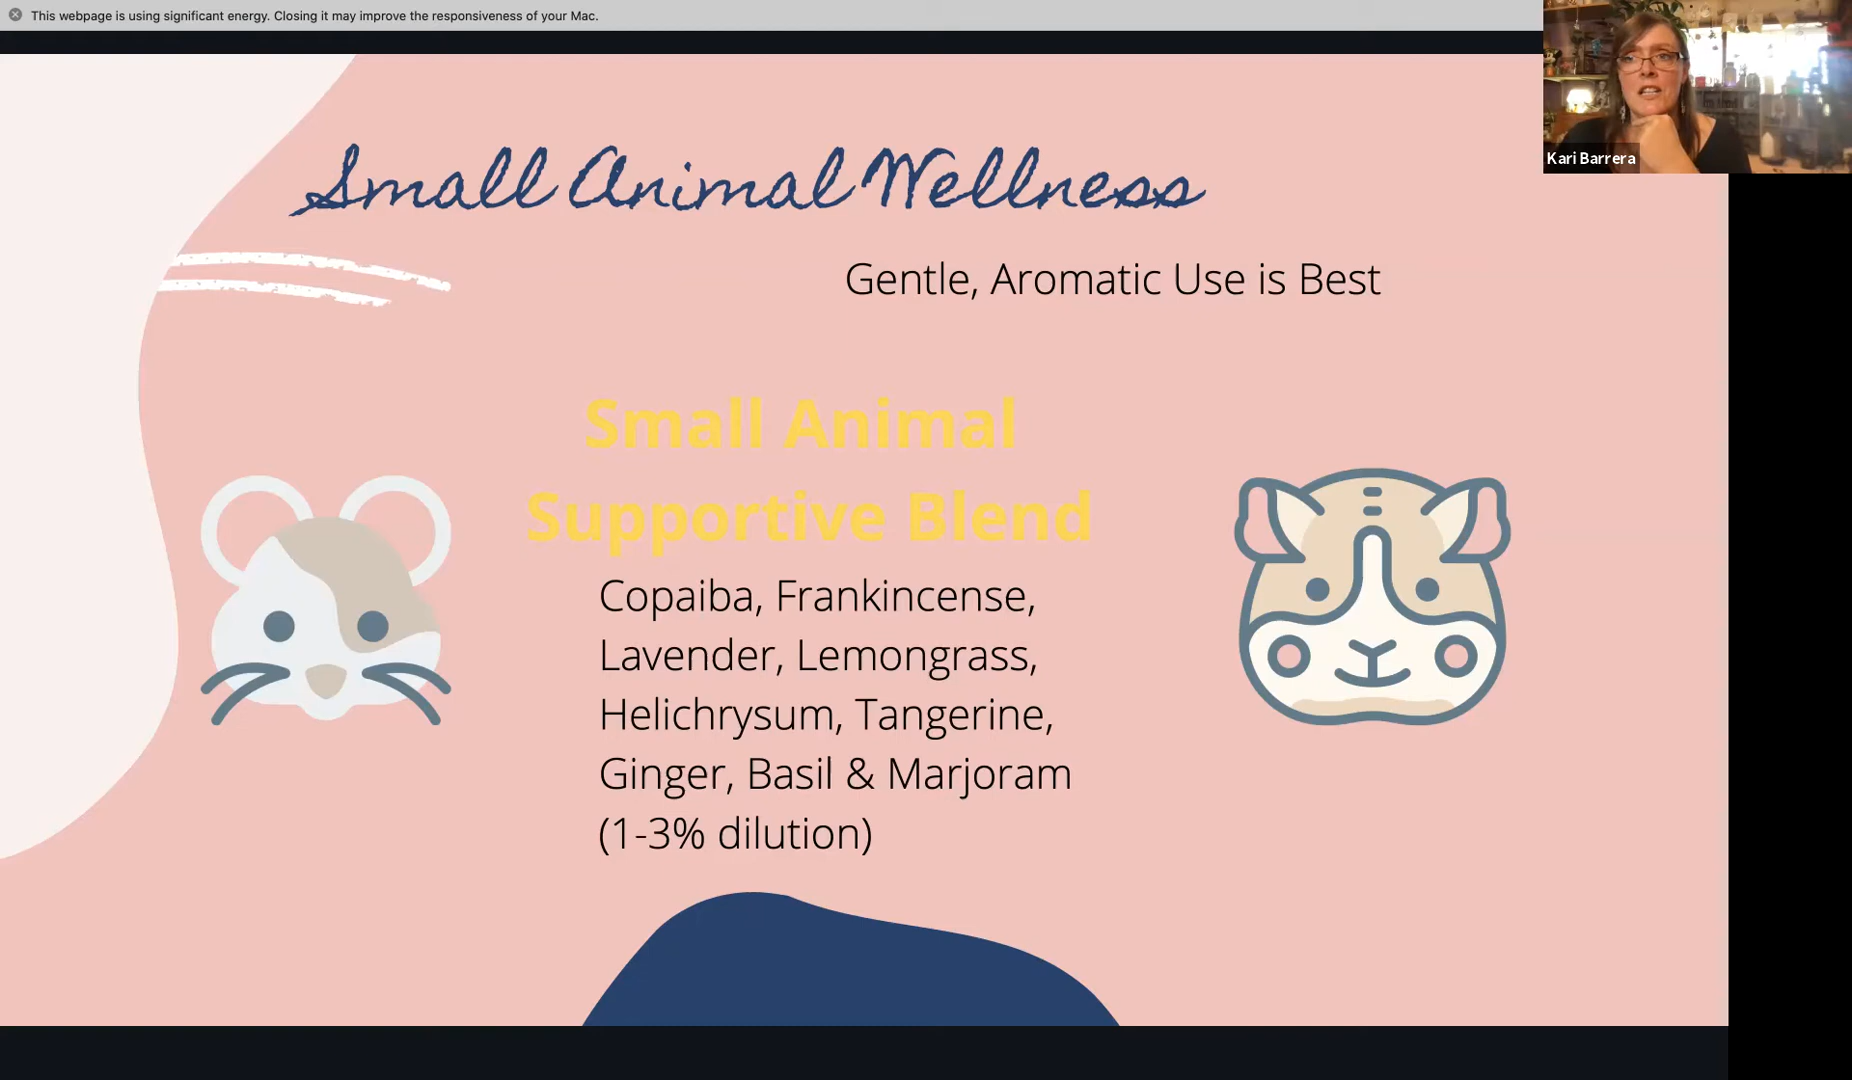 This webpage is using significant energy. Closing it may improve the responsiveness of your Mac.
Kari Barrera
Small Animal Wellness
Gentle, Aromatic Use is Best
Small Animal
Supportive Blend
Copaiba, Frankincense,
Lavender, Lemongrass,
Helichrysum, Tangerine,
Ginger, Basil & Marjoram
(1-3% dilution)